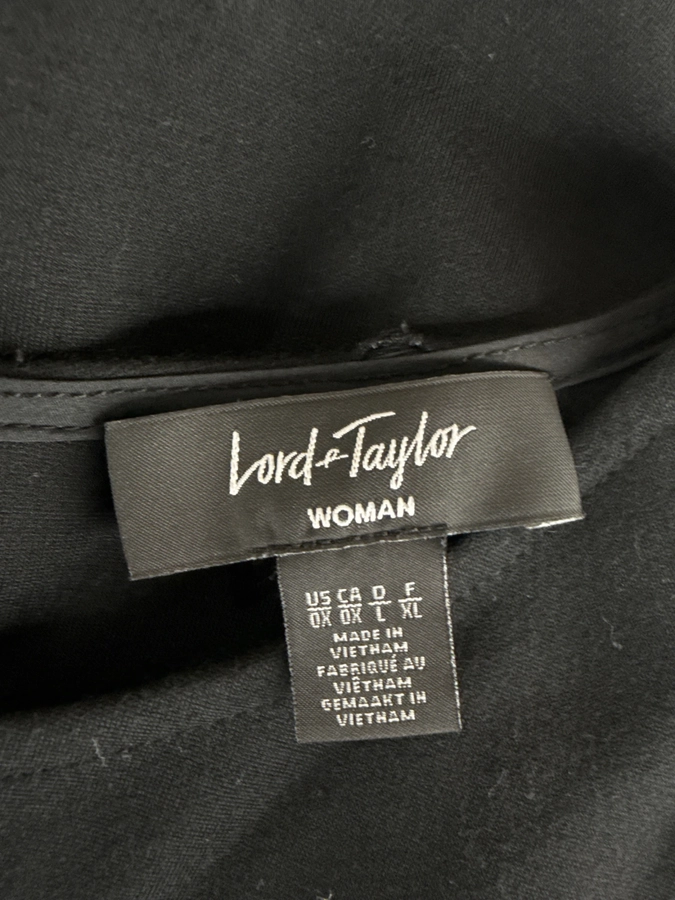 Lord & Taylor
WOMAN
US CA D F
0X 0X L XL
MADE IN
VIETNAM
FABRIQUÉ AU
VIÊTNAM
GEMAAKT IN
VIETNAM